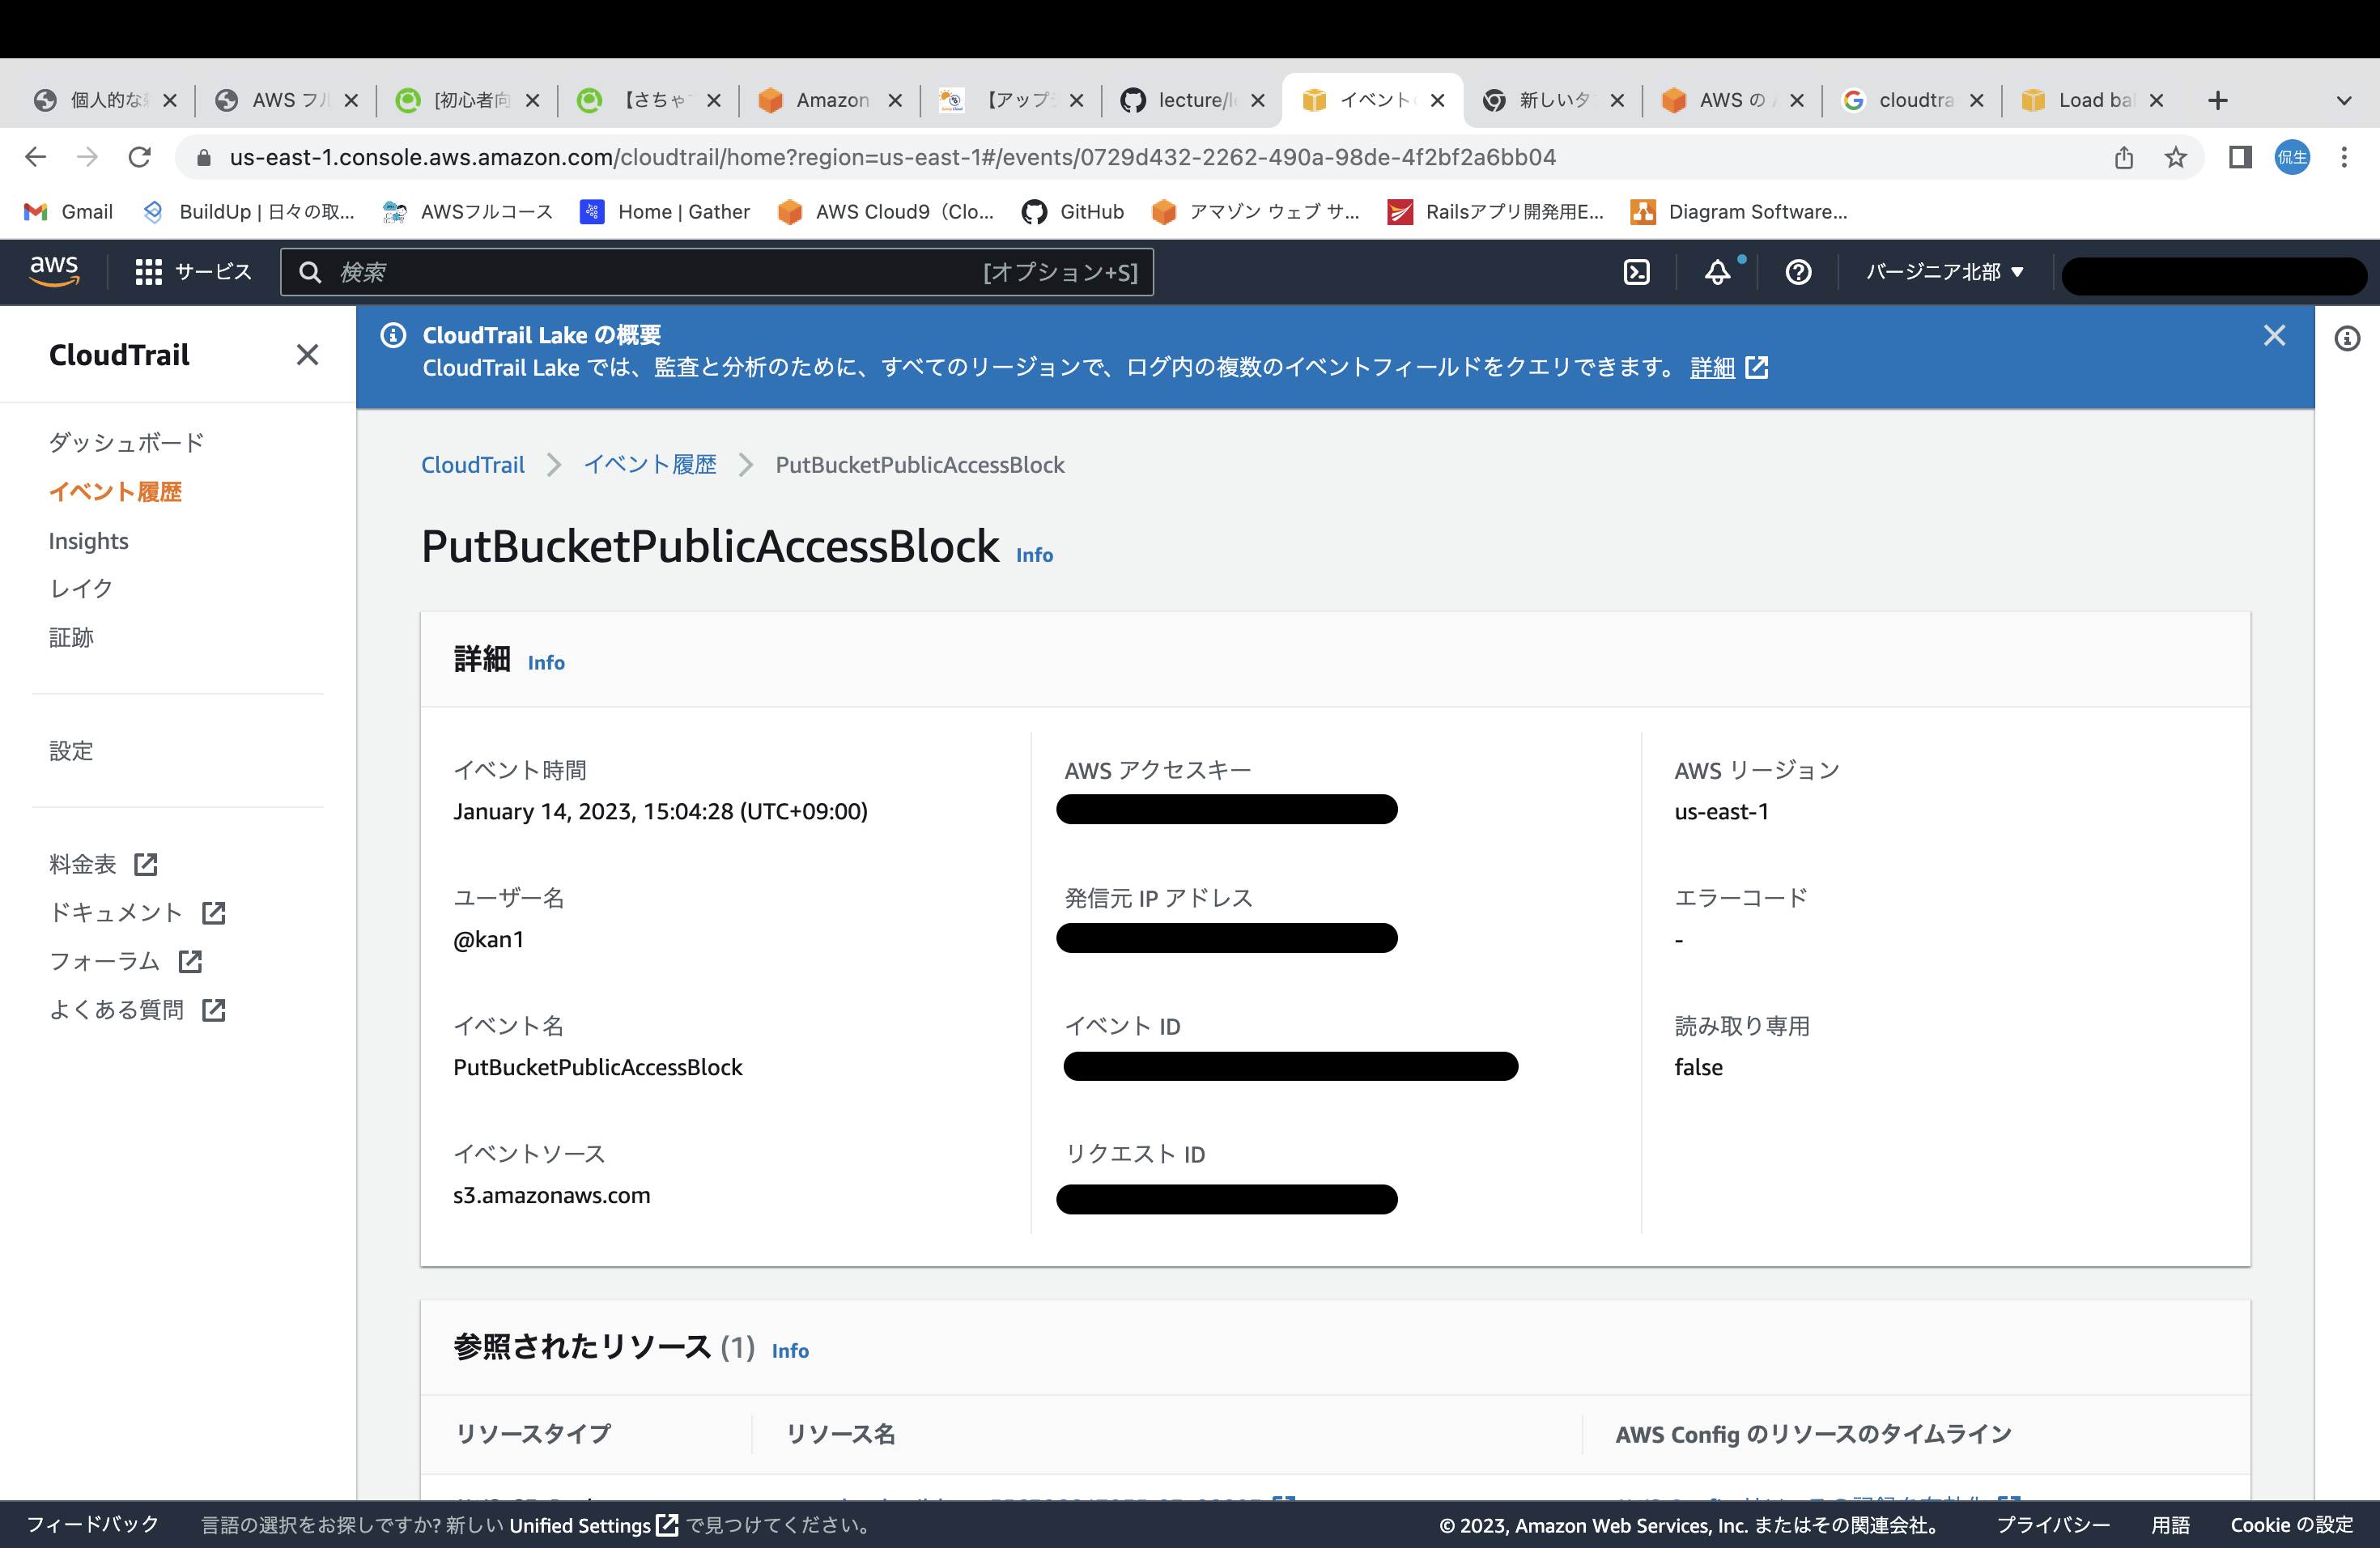 個人的な
AWS フル
[初心者向
【さちゃ
Amazon
【アップデ
lecture/l
イベント
新しいタ
AWS の
cloudtra
Load ba
us-east-1.console.aws.amazon.com/cloudtrail/home?region=us-east-1#/events/0729d432-2262-490a-98de-4f2bf2a6bb04
侃生
Gmail
BuildUp | 日々の取...
AWSフルコース
Home | Gather
AWS Cloud9（Clo...
GitHub
アマゾン ウェブ サ...
Railsアプリ開発用E...
Diagram Software...
aws
サービス
検索
[オプション+S]
バージニア北部
CloudTrail
ダッシュボード
イベント履歴
Insights
レイク
証跡
設定
料金表
ドキュメント
フォーラム
よくある質問
CloudTrail Lake の概要
CloudTrail Lake では、監査と分析のために、すべてのリージョンで、ログ内の複数のイベントフィールドをクエリできます。 詳細
CloudTrail
イベント履歴
PutBucketPublicAccessBlock
PutBucketPublicAccessBlock Info
詳細 Info
イベント時間
January 14, 2023, 15:04:28 (UTC+09:00)
ユーザー名
@kan1
イベント名
PutBucketPublicAccessBlock
イベントソース
s3.amazonaws.com
AWS アクセスキー
発信元 IP アドレス
イベント ID
リクエスト ID
AWS リージョン
us-east-1
エラーコード
-
読み取り専用
false
参照されたリソース (1) Info
リソースタイプ
リソース名
AWS Config のリソースのタイムライン
フィードバック
言語の選択をお探しですか? 新しい Unified Settings で見つけてください。
© 2023, Amazon Web Services, Inc. またはその関連会社。
プライバシー
用語
Cookie の設定